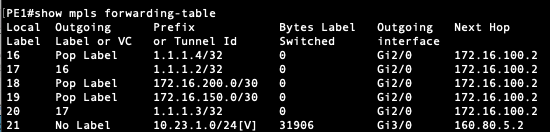 PE1#show mpls forwarding-table
Local Outgoing Prefix Bytes Label Outgoing Next Hop
Label Label or VC or Tunnel Id Switched interface
16 Pop Label 1.1.1.4/32 0 Gi2/0 172.16.100.2
17 16 1.1.1.2/32 0 Gi2/0 172.16.100.2
18 Pop Label 172.16.200.0/30 0 Gi2/0 172.16.100.2
19 Pop Label 172.16.150.0/30 0 Gi2/0 172.16.100.2
20 17 1.1.1.3/32 0 Gi2/0 172.16.100.2
21 No Label 10.23.1.0/24[V] 31906 Gi3/0 160.80.5.2